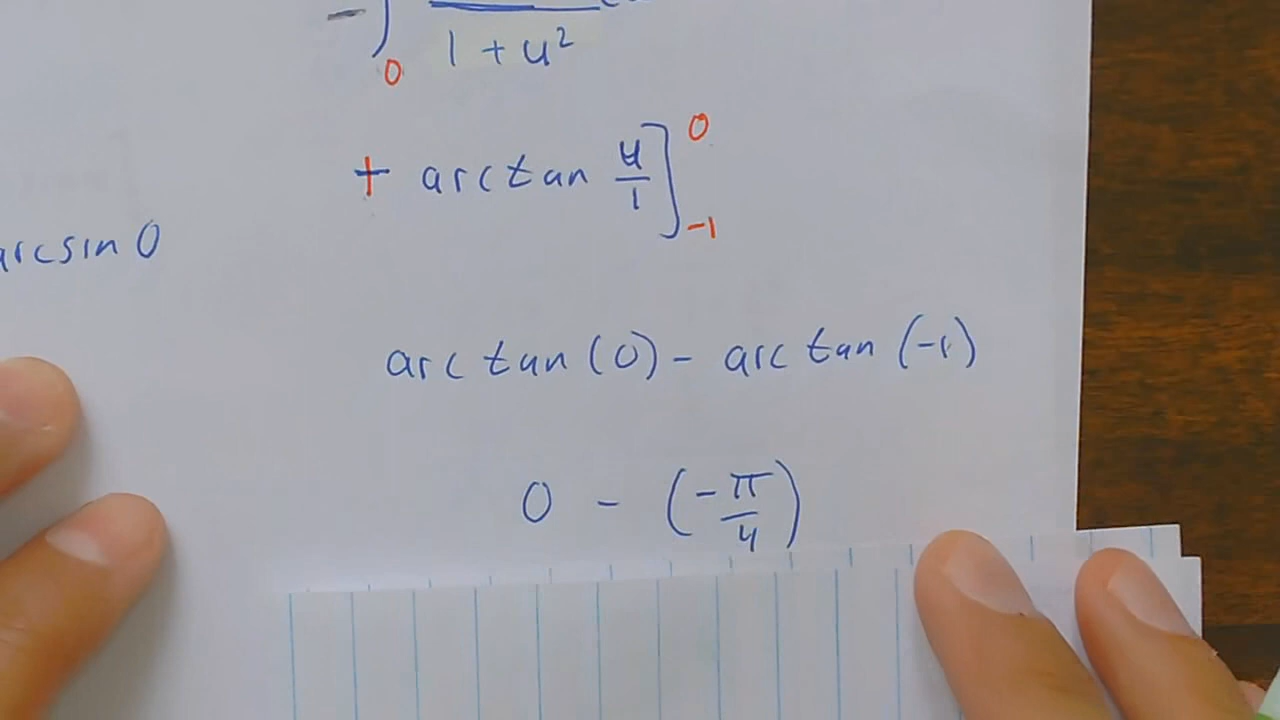 - ∫ 0 1 + u²
+ arctan u/1 ] 0 -1
arcsin 0
arctan (0) - arctan (-1)
0 - (-π/4)